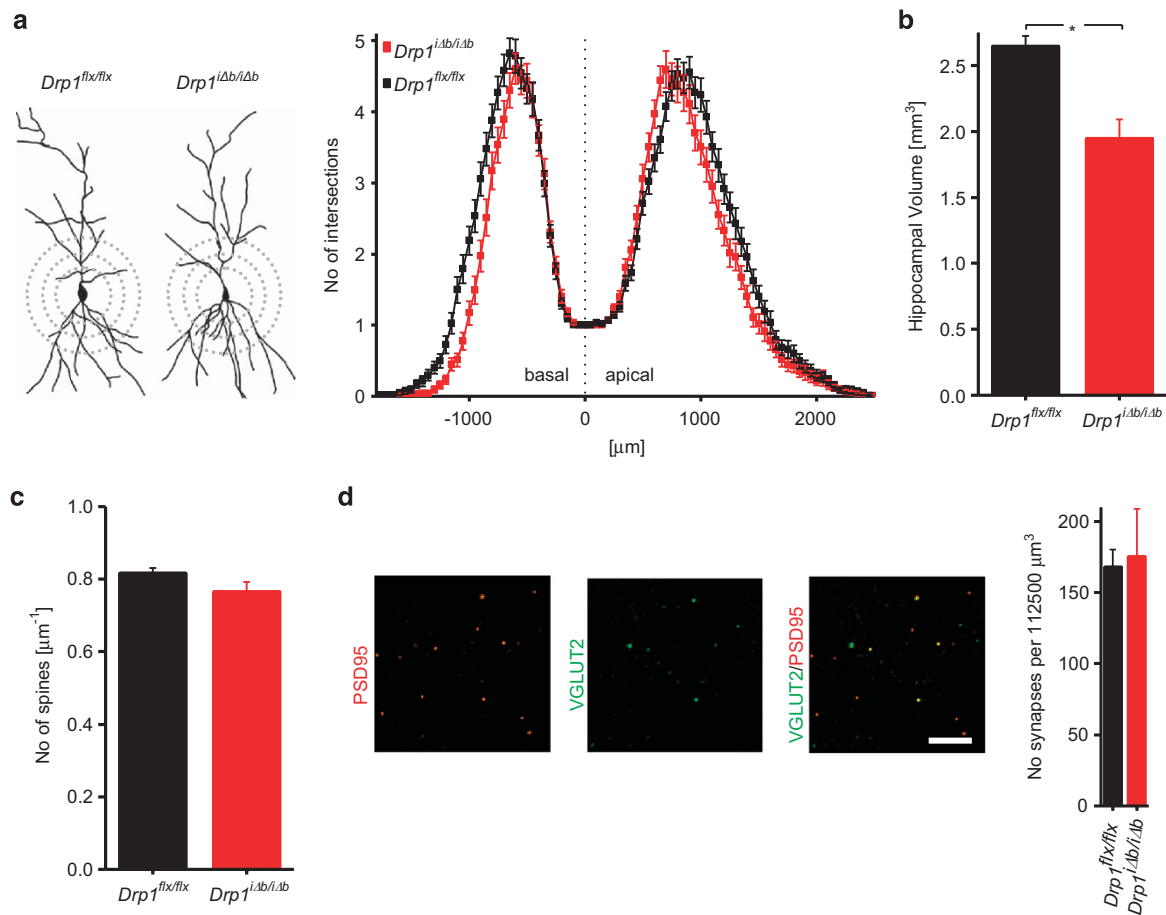 a
Drp1flx/flx
Drp1iΔb/iΔb
No of intersections
5
4
3
2
1
0
Drp1iΔb/iΔb
Drp1flx/flx
basal
apical
-1000
0
1000
2000
[μm]
b
*
Hippocampal Volume [mm3]
2.5
2.0
1.5
1.0
0.5
0.0
Drp1flx/flx
Drp1iΔb/iΔb
c
No of spines [μm-1]
1.0
0.8
0.6
0.4
0.2
0.0
Drp1flx/flx
Drp1iΔb/iΔb
d
PSD95
VGLUT2
VGLUT2/PSD95
No synapses per 112500 μm3
200
150
100
50
0
Drp1flx/flx
Drp1iΔb/iΔb